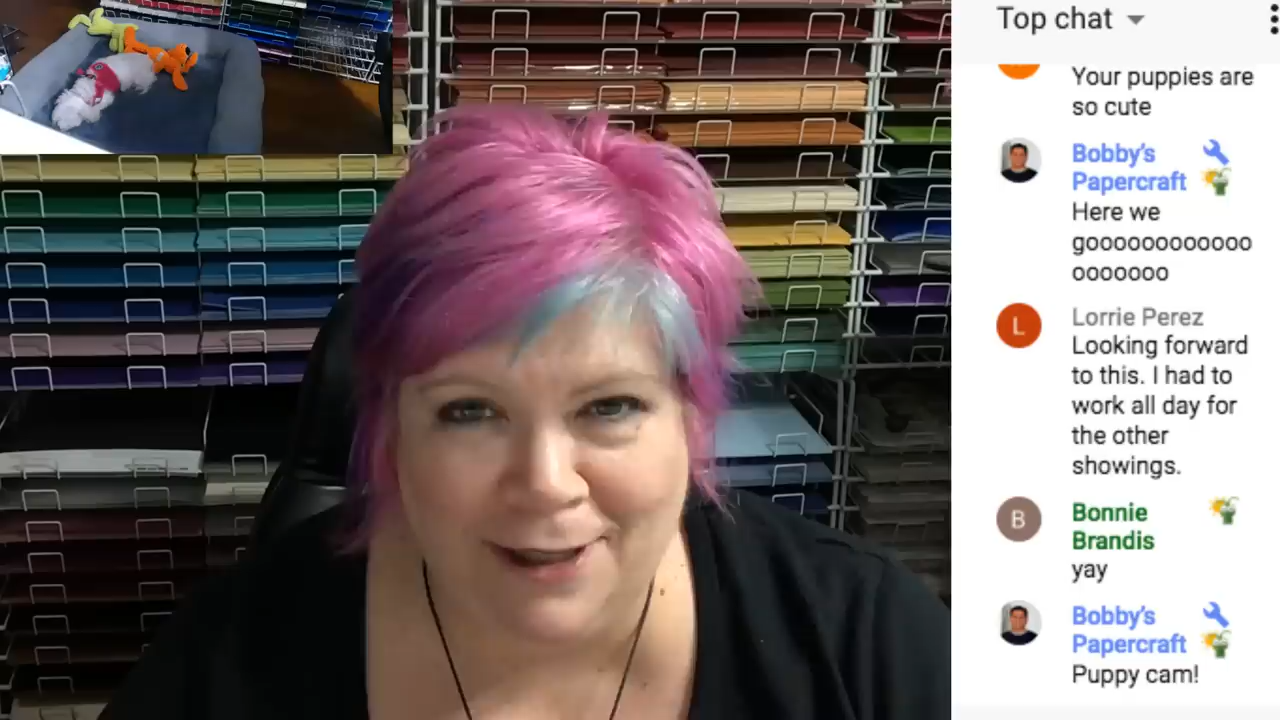 Top chat
Your puppies are
so cute
Bobby's
Papercraft
Here we
goooooooooooo
ooooooo
L
Lorrie Perez
Looking forward
to this. I had to
work all day for
the other
showings.
B
Bonnie
Brandis
yay
Bobby's
Papercraft
Puppy cam!